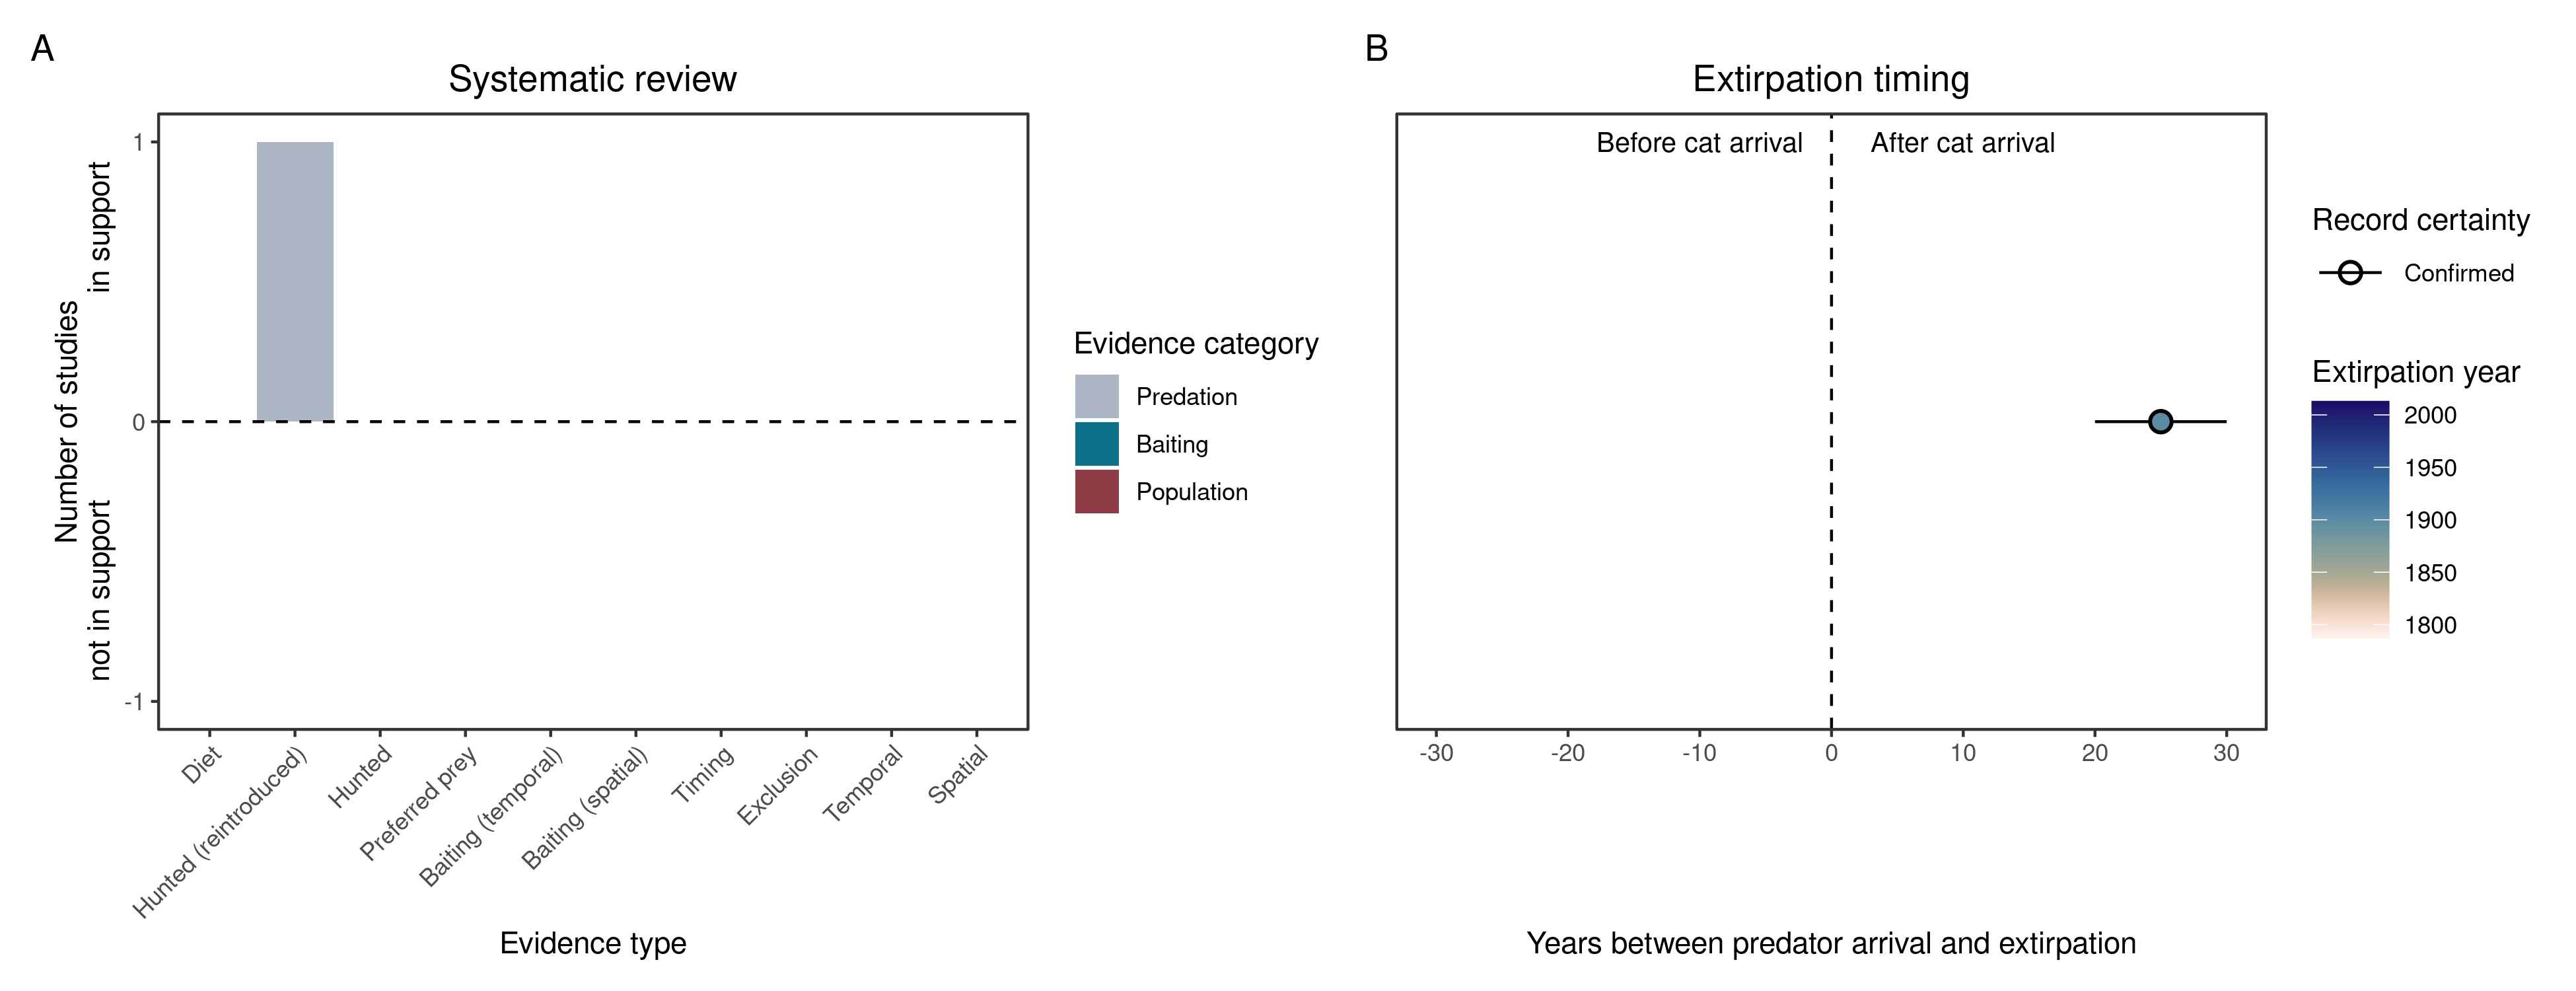 A
Systematic review
1
0
-1
Number of studies
in support
not in support
Diet
Hunted (reintroduced)
Hunted
Preferred prey
Baiting (temporal)
Baiting (spatial)
Timing
Exclusion
Temporal
Spatial
Evidence type
Evidence category
Predation
Baiting
Population
B
Extirpation timing
Before cat arrival
After cat arrival
-30
-20
-10
0
10
20
30
Years between predator arrival and extirpation
Record certainty
Confirmed
Extirpation year
2000
1950
1900
1850
1800